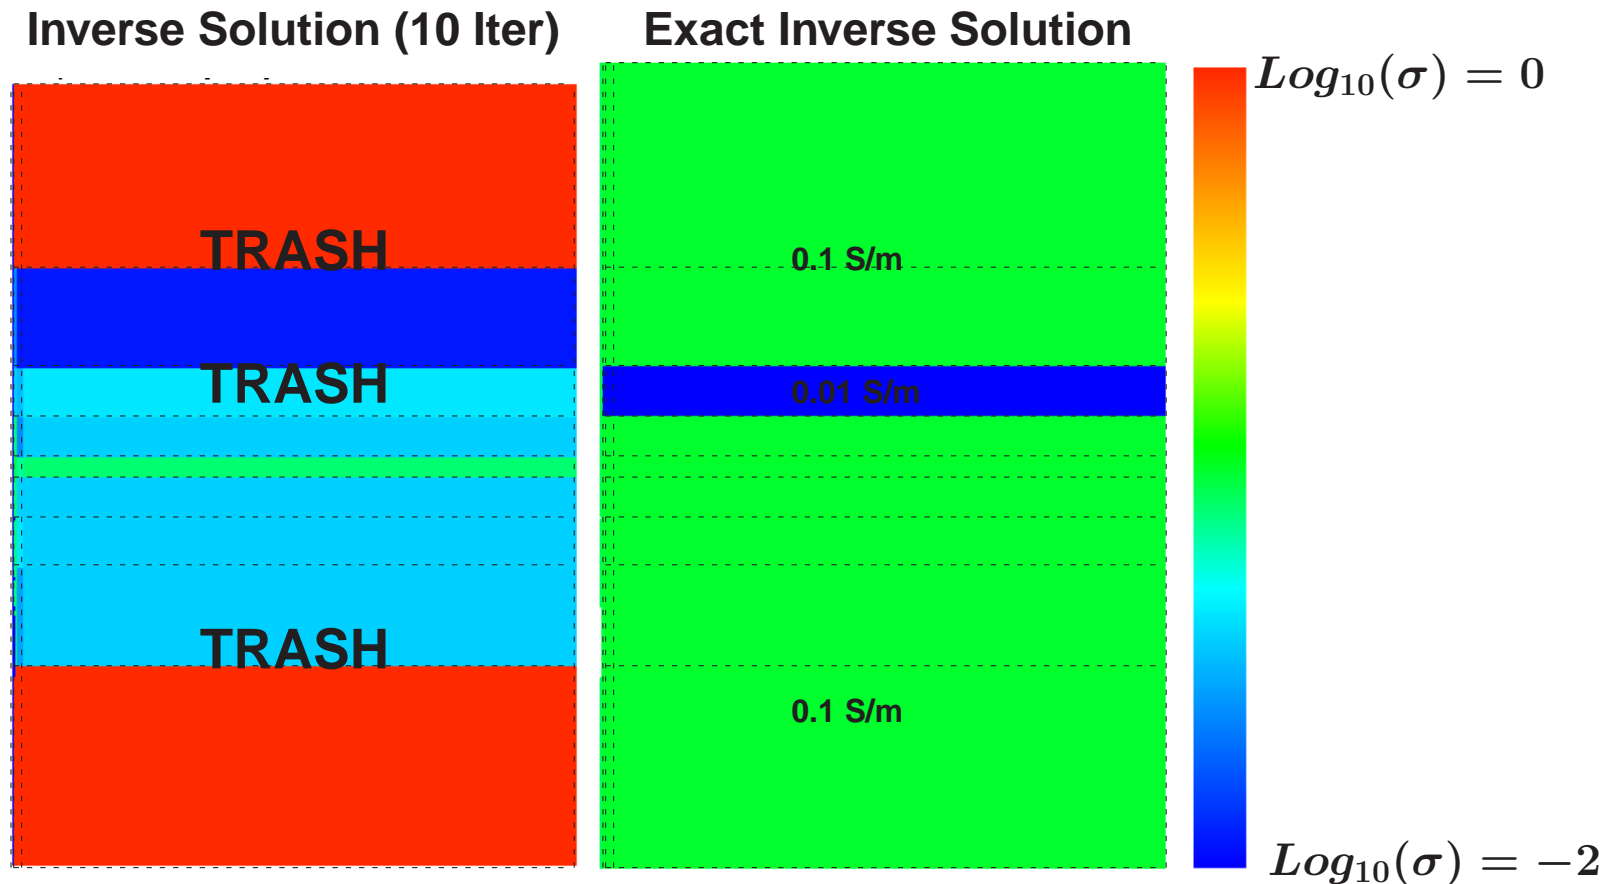 Inverse Solution (10 Iter)
Exact Inverse Solution
Log₁₀(σ) = 0
TRASH
0.1 S/m
TRASH
0.01 S/m
TRASH
0.1 S/m
Log₁₀(σ) = −2